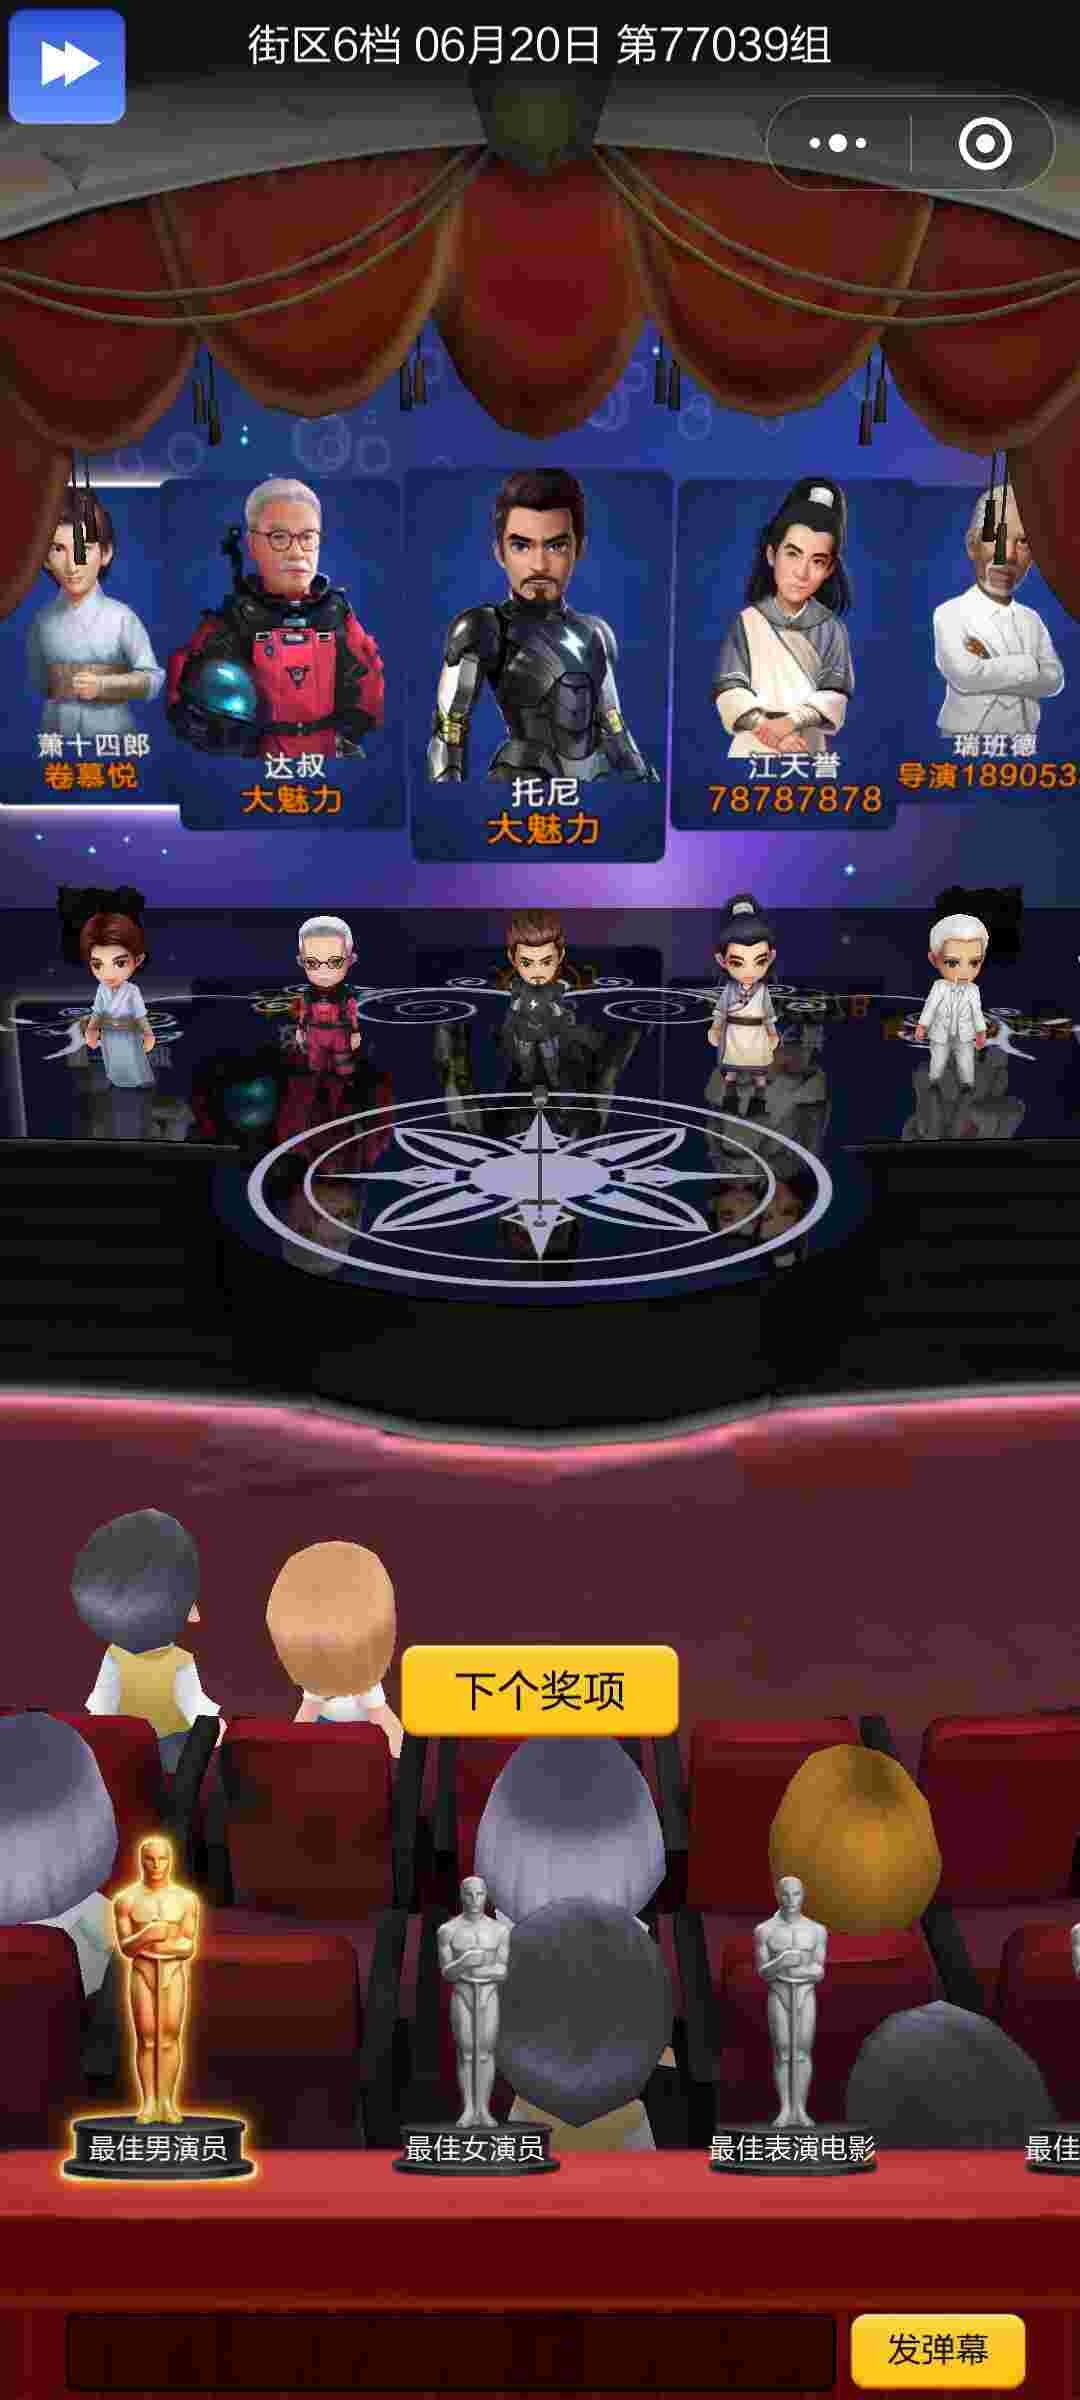 街区6档 06月20日 第77039组
萧十四郎
卷慕悦
达叔
大魅力
托尼
大魅力
江天誉
78787878
瑞班德
导演189053
下个奖项
最佳男演员
最佳女演员
最佳表演电影
最佳
发弹幕